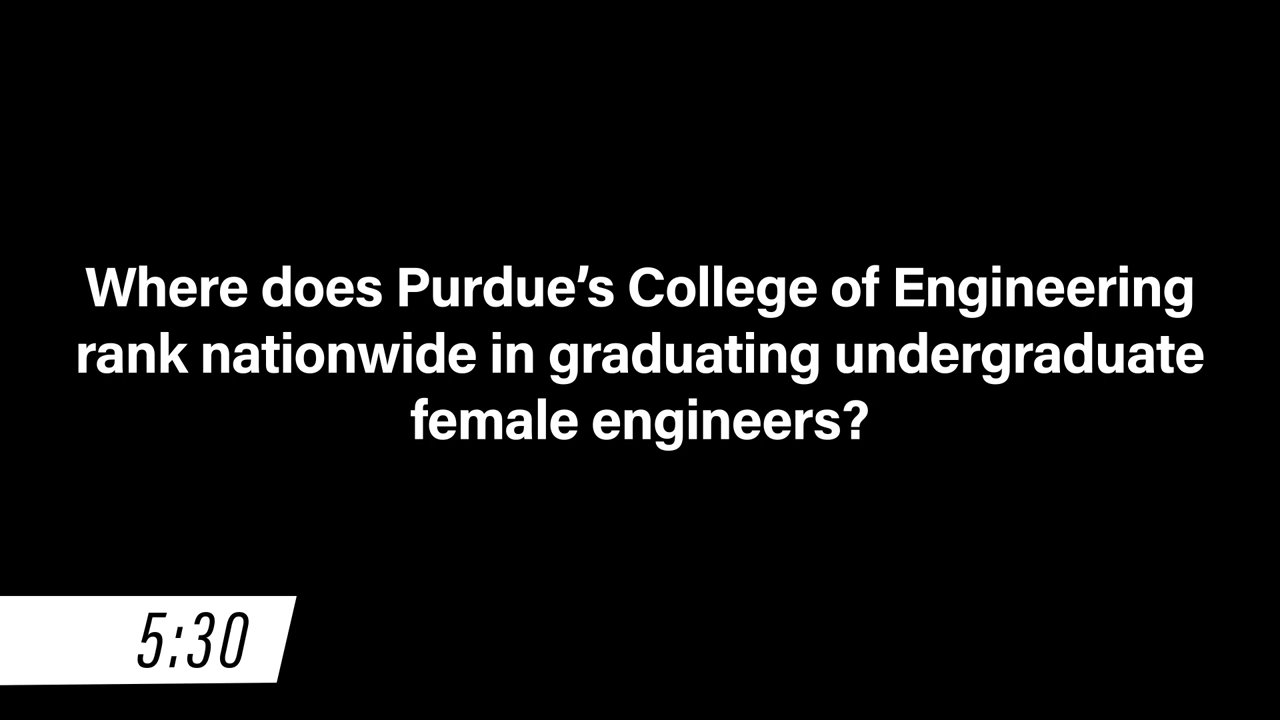 Where does Purdue’s College of Engineering
rank nationwide in graduating undergraduate
female engineers?
5:30